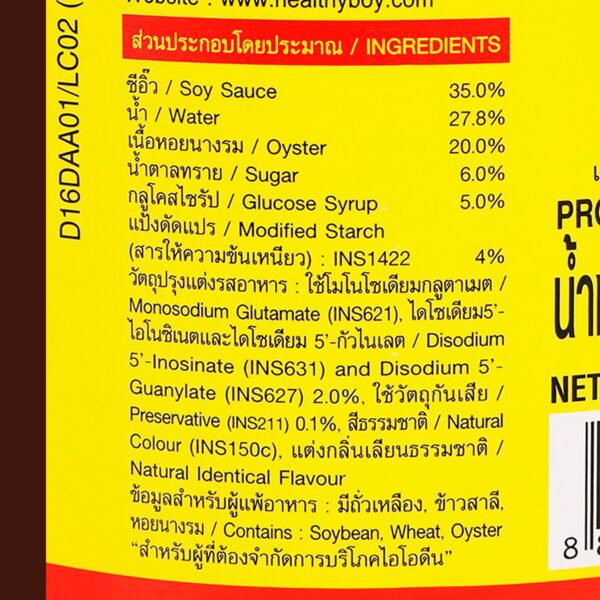 Website : www.healthyboy.com
ส่วนประกอบโดยประมาณ / INGREDIENTS
ซีอิ๊ว / Soy Sauce 35.0%
น้ำ / Water 27.8%
เนื้อหอยนางรม / Oyster 20.0%
น้ำตาลทราย / Sugar 6.0%
กลูโคสไซรัป / Glucose Syrup 5.0%
แป้งดัดแปร / Modified Starch
(สารให้ความข้นเหนียว) : INS1422 4%
วัตถุปรุงแต่งรสอาหาร : ใช้โมโนโซเดียมกลูตาเมต /
Monosodium Glutamate (INS621), ไดโซเดียม5'-
ไอโนซิเนตและไดโซเดียม 5'-กัวไนเลต / Disodium
5'-Inosinate (INS631) and Disodium 5'-
Guanylate (INS627) 2.0%, ใช้วัตถุกันเสีย /
Preservative (INS211) 0.1%, สีธรรมชาติ / Natural
Colour (INS150c), แต่งกลิ่นเลียนธรรมชาติ /
Natural Identical Flavour
ข้อมูลสำหรับผู้แพ้อาหาร : มีถั่วเหลือง, ข้าวสาลี,
หอยนางรม / Contains : Soybean, Wheat, Oyster
"สำหรับผู้ที่ต้องจำกัดการบริโภคไอโอดีน"
D16DAA01/LC02 (
PRO
NET
8